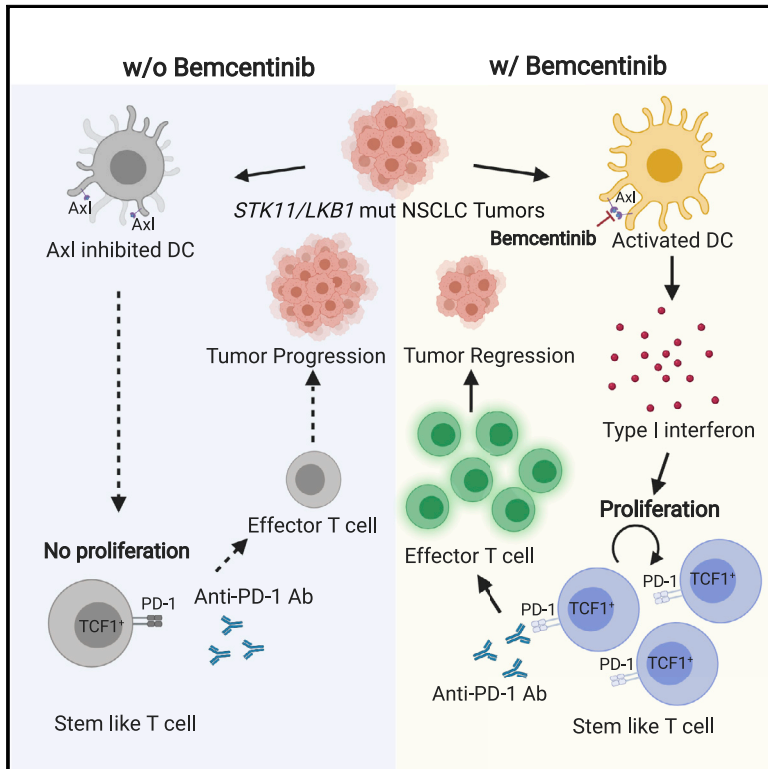 w/o Bemcentinib
w/ Bemcentinib
Axl
Axl
Axl inhibited DC
STK11/LKB1 mut NSCLC Tumors
Axl
Bemcentinib
Activated DC
Tumor Progression
Tumor Regression
Type I interferon
Effector T cell
Proliferation
No proliferation
Effector T cell
Anti-PD-1 Ab
PD-1
TCF1+
PD-1
TCF1+
TCF1+
PD-1
PD-1
TCF1+
Anti-PD-1 Ab
Stem like T cell
Stem like T cell